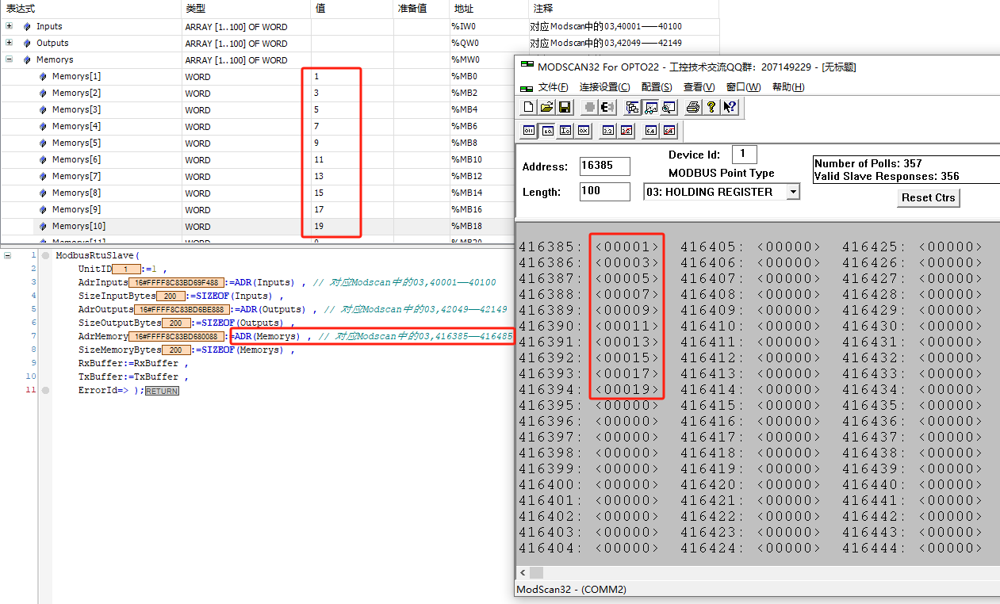 表达式 类型 值 准备值 地址 注释
Inputs ARRAY [1..100] OF WORD %IW0 对应Modscan中的03,40001——40100
Outputs ARRAY [1..100] OF WORD %QW0 对应Modscan中的03,42049——42149
Memorys ARRAY [1..100] OF WORD %MW0
Memorys[1] WORD 1 %MB0
Memorys[2] WORD 3 %MB2
Memorys[3] WORD 5 %MB4
Memorys[4] WORD 7 %MB6
Memorys[5] WORD 9 %MB8
Memorys[6] WORD 11 %MB10
Memorys[7] WORD 13 %MB12
Memorys[8] WORD 15 %MB14
Memorys[9] WORD 17 %MB16
Memorys[10] WORD 19 %MB18
Memorys[11] WORD 0 %MB20
1 ModbusRtuSlave(
2 UnitID 1 :=1 ,
3 AdrInputs 16#FFFF8C83BD69F488 :=ADR(Inputs) , // 对应Modscan中的03,40001——40100
4 SizeInputBytes 200 :=SIZEOF(Inputs) ,
5 AdrOutputs 16#FFFF8C83BD6BE888 :=ADR(Outputs) , // 对应Modscan中的03,42049——42149
6 SizeOutputBytes 200 :=SIZEOF(Outputs) ,
7 AdrMemory 16#FFFF8C83BD680088 :=ADR(Memorys) , // 对应Modscan中的03,416385——416485
8 SizeMemoryBytes 200 :=SIZEOF(Memorys) ,
9 RxBuffer:=RxBuffer ,
10 TxBuffer:=TxBuffer ,
11 ErrorId=> );RETURN
MODSCAN32 For OPTO22 - 工控技术交流QQ群：207149229 - [无标题]
文件(F) 连接设置(C) 配置(S) 查看(V) 窗口(W) 帮助(H)
Address: 16385
Length: 100
Device Id: 1
MODBUS Point Type
03: HOLDING REGISTER
Number of Polls: 357
Valid Slave Responses: 356
Reset Ctrs
416385: <00001> 416405: <00000> 416425: <00000>
416386: <00003> 416406: <00000> 416426: <00000>
416387: <00005> 416407: <00000> 416427: <00000>
416388: <00007> 416408: <00000> 416428: <00000>
416389: <00009> 416409: <00000> 416429: <00000>
416390: <00011> 416410: <00000> 416430: <00000>
416391: <00013> 416411: <00000> 416431: <00000>
416392: <00015> 416412: <00000> 416432: <00000>
416393: <00017> 416413: <00000> 416433: <00000>
416394: <00019> 416414: <00000> 416434: <00000>
416395: <00000> 416415: <00000> 416435: <00000>
416396: <00000> 416416: <00000> 416436: <00000>
416397: <00000> 416417: <00000> 416437: <00000>
416398: <00000> 416418: <00000> 416438: <00000>
416399: <00000> 416419: <00000> 416439: <00000>
416400: <00000> 416420: <00000> 416440: <00000>
416401: <00000> 416421: <00000> 416441: <00000>
416402: <00000> 416422: <00000> 416442: <00000>
416403: <00000> 416423: <00000> 416443: <00000>
416404: <00000> 416424: <00000> 416444: <00000>
ModScan32 - (COMM2)